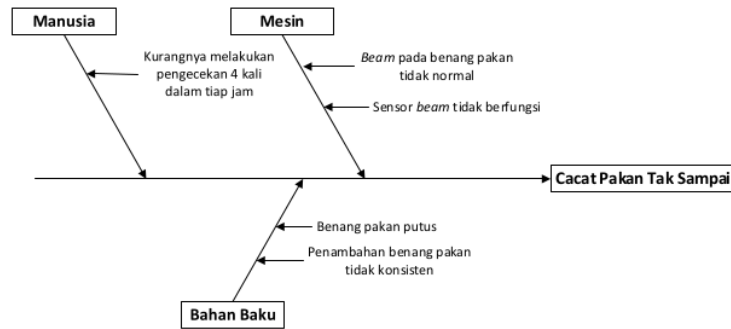 Manusia
Mesin
Kurangnya melakukan
pengecekan 4 kali
dalam tiap jam
Beam pada benang pakan
tidak normal
Sensor beam tidak berfungsi
Cacat Pakan Tak Sampai
Benang pakan putus
Penambahan benang pakan
tidak konsisten
Bahan Baku